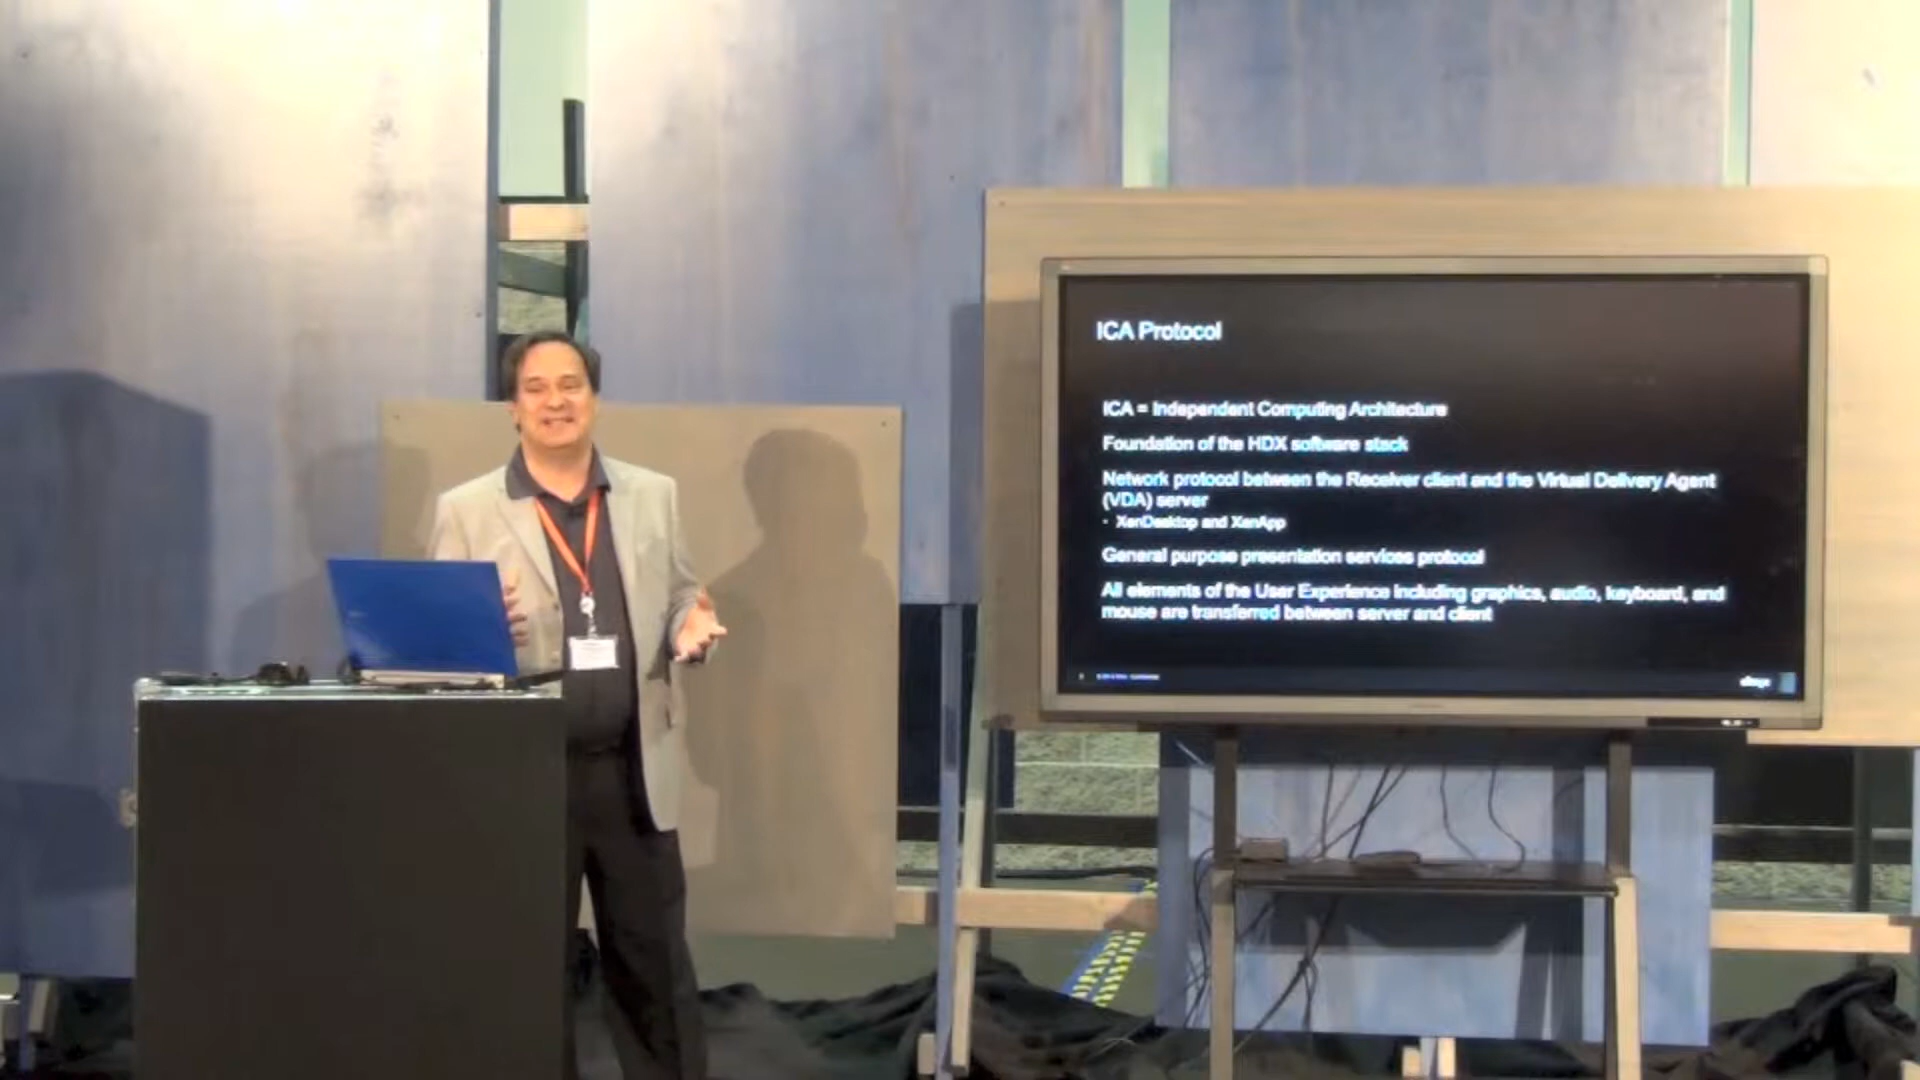 ICA Protocol
ICA = Independent Computing Architecture
Foundation of the HDX software stack
Network protocol between the Receiver client and the Virtual Delivery Agent
(VDA) server
- XenDesktop and XenApp
General purpose presentation services protocol
All elements of the User Experience including graphics, audio, keyboard, and
mouse are transferred between server and client
citrix